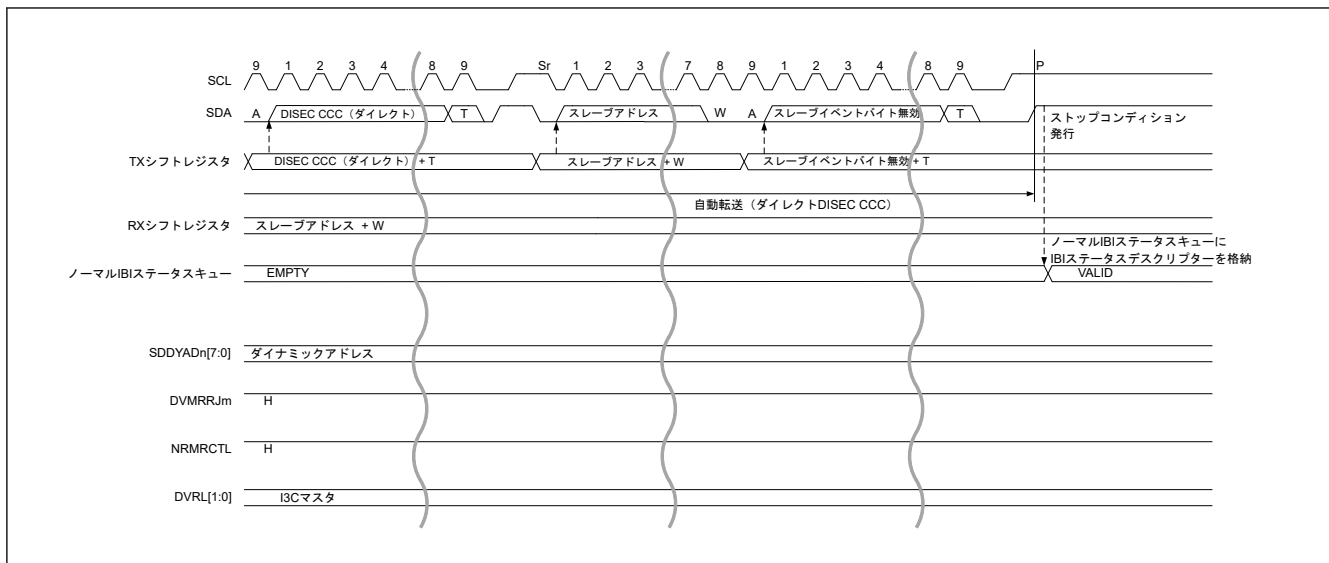 9 1 2 3 4 8 9 Sr 1 2 3 7 8 9 1 2 3 4 8 9 P
SCL
SDA A DISEC CCC（ダイレクト） T スレーブアドレス W A スレーブイベントバイト無効 T
ストップコンディション
発行
TXシフトレジスタ DISEC CCC（ダイレクト）+ T スレーブアドレス + W スレーブイベントバイト無効 + T
自動転送（ダイレクトDISEC CCC）
RXシフトレジスタ スレーブアドレス + W
ノーマルIBIステータスキューに
IBIステータスデスクリプターを格納
ノーマルIBIステータスキュー EMPTY VALID
SDDYADn[7:0] ダイナミックアドレス
DVMRRJm H
NRMRCTL H
DVRL[1:0] I3Cマスタ